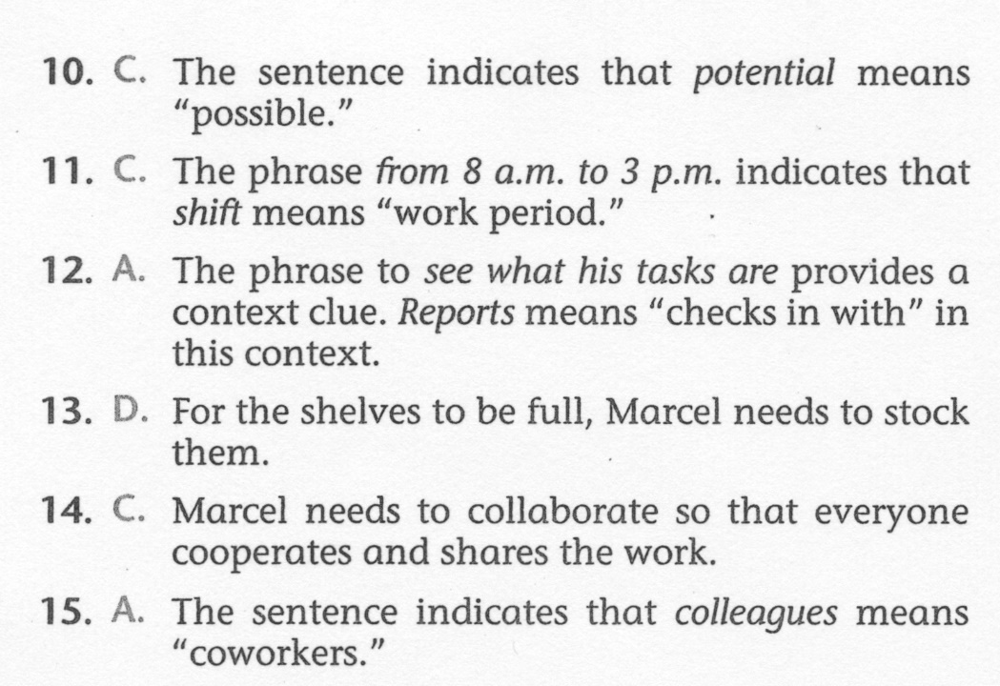 10. C. The sentence indicates that potential means
"possible."
11. C. The phrase from 8 a.m. to 3 p.m. indicates that
shift means "work period."
12. A. The phrase to see what his tasks are provides a
context clue. Reports means "checks in with" in
this context.
13. D. For the shelves to be full, Marcel needs to stock
them.
14. C. Marcel needs to collaborate so that everyone
cooperates and shares the work.
15. A. The sentence indicates that colleagues means
"coworkers."